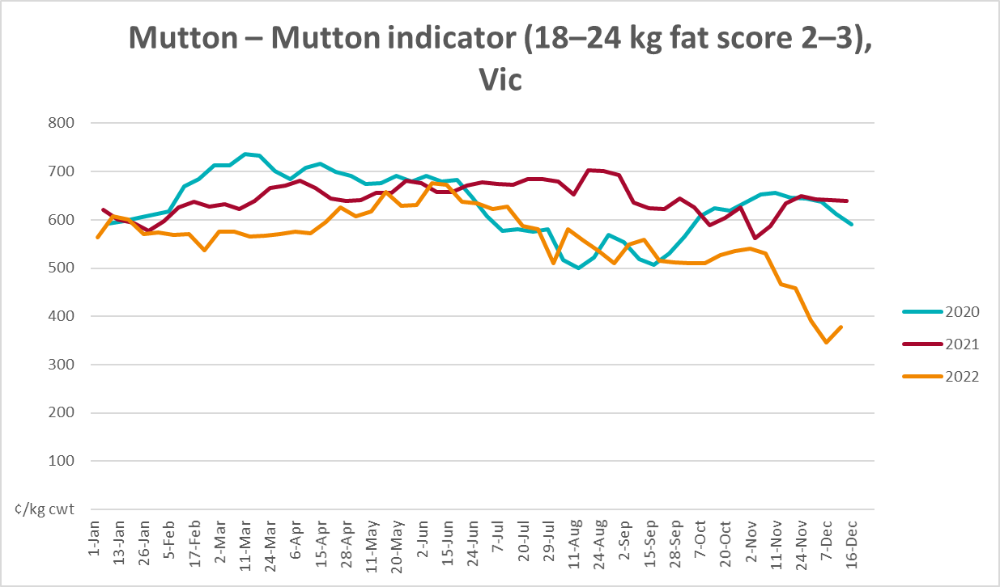 Mutton – Mutton indicator (18–24 kg fat score 2–3),
Vic
800
700
600
500
400
300
200
100
¢/kg cwt
1-Jan
13-Jan
26-Jan
5-Feb
17-Feb
2-Mar
11-Mar
24-Mar
6-Apr
15-Apr
28-Apr
11-May
20-May
2-Jun
15-Jun
24-Jun
7-Jul
20-Jul
29-Jul
11-Aug
24-Aug
2-Sep
15-Sep
28-Sep
7-Oct
20-Oct
2-Nov
11-Nov
24-Nov
7-Dec
16-Dec
2020
2021
2022